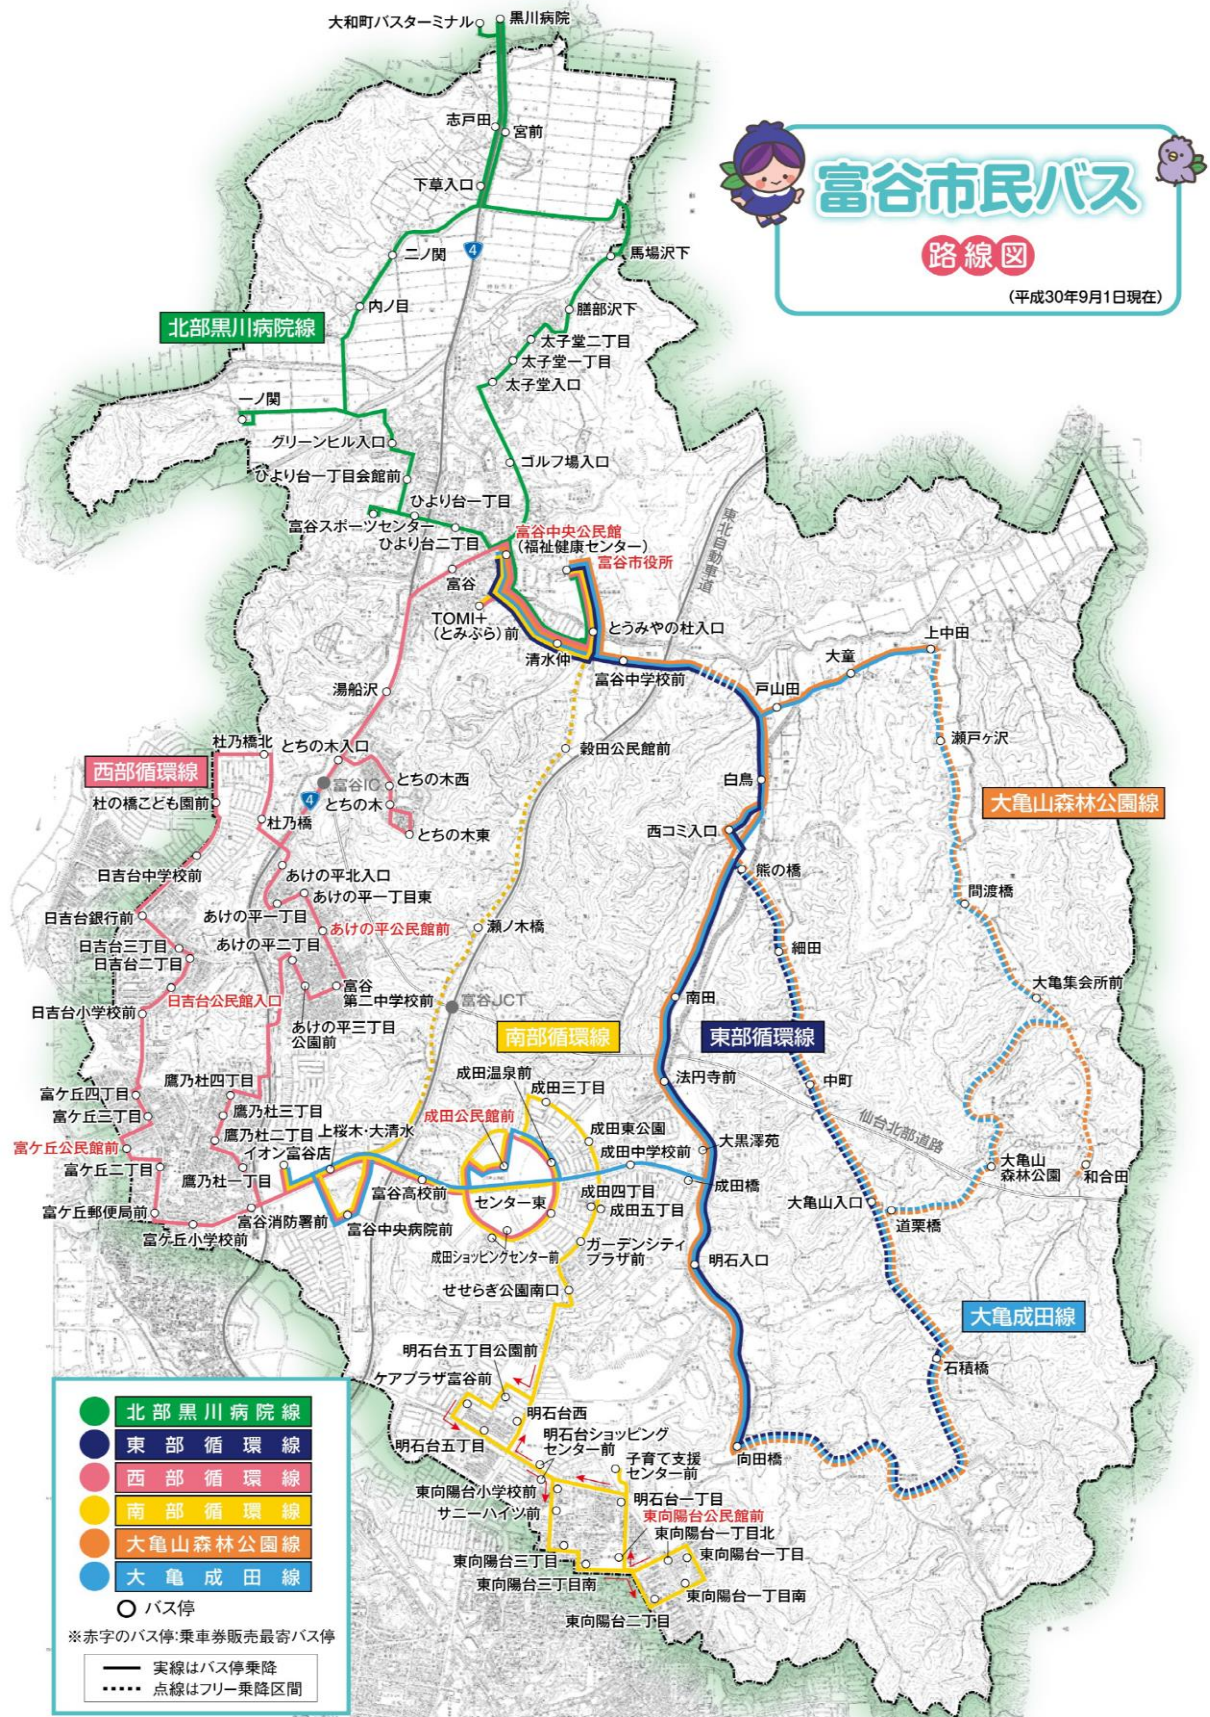 大和町バスターミナル
黒川病院
志戸田
宮前
下草入口
富谷市民バス
路線図
(平成30年9月1日現在)
二ノ関
4
馬場沢下
内ノ目
膳部沢下
北部黒川病院線
太子堂二丁目
太子堂一丁目
太子堂入口
一ノ関
グリーンヒル入口
ゴルフ場入口
ひより台一丁目会館前
ひより台一丁目
富谷スポーツセンター
ひより台二丁目
富谷中央公民館
(福祉健康センター)
富谷市役所
東北自動車道
富谷
TOMI+
(とみぷら)前
とうみやの杜入口
清水仲
富谷中学校前
上中田
大童
戸山田
湯船沢
瀬戸ヶ沢
杜乃橋北
とちの木入口
穀田公民館前
西部循環線
富谷IC
とちの木西
白鳥
杜の橋こども園前
4
とちの木
大亀山森林公園線
杜乃橋
とちの木東
西コミ入口
日吉台中学校前
あけの平北入口
熊の橋
あけの平一丁目東
間渡橋
日吉台銀行前
あけの平一丁目
あけの平公民館前
瀬ノ木橋
日吉台三丁目
あけの平二丁目
日吉台二丁目
細田
日吉台公民館入口
富谷
第二中学校前
富谷JCT
南田
大亀集会所前
日吉台小学校前
あけの平三丁目
公園前
南部循環線
東部循環線
成田温泉前
成田三丁目
法円寺前
中町
富ケ丘四丁目
鷹乃杜四丁目
富ケ丘三丁目
鷹乃杜三丁目
成田公民館前
成田東公園
仙台北部道路
富ケ丘公民館前
鷹乃杜二丁目
上桜木・大清水
イオン富谷店
成田中学校前
大黒澤苑
富ケ丘二丁目
鷹乃杜一丁目
富谷高校前
センター東
成田四丁目
成田橋
大亀山
森林公園
和合田
富ケ丘郵便局前
富谷消防署前
富谷中央病院前
成田五丁目
大亀山入口
道栗橋
富ケ丘小学校前
成田ショッピングセンター前
ガーデンシティ
プラザ前
明石入口
せせらぎ公園南口
大亀成田線
明石台五丁目公園前
石積橋
ケアプラザ富谷前
明石台西
明石台五丁目
明石台ショッピング
センター前
子育て支援
センター前
向田橋
東向陽台小学校前
明石台一丁目
サニーハイツ前
東向陽台公民館前
東向陽台一丁目北
東向陽台三丁目
東向陽台一丁目
東向陽台三丁目南
東向陽台一丁目南
東向陽台二丁目
北部黒川病院線
東部循環線
西部循環線
南部循環線
大亀山森林公園線
大亀成田線
バス停
※赤字のバス停:乗車券販売最寄バス停
実線はバス停乗降
点線はフリー乗降区間